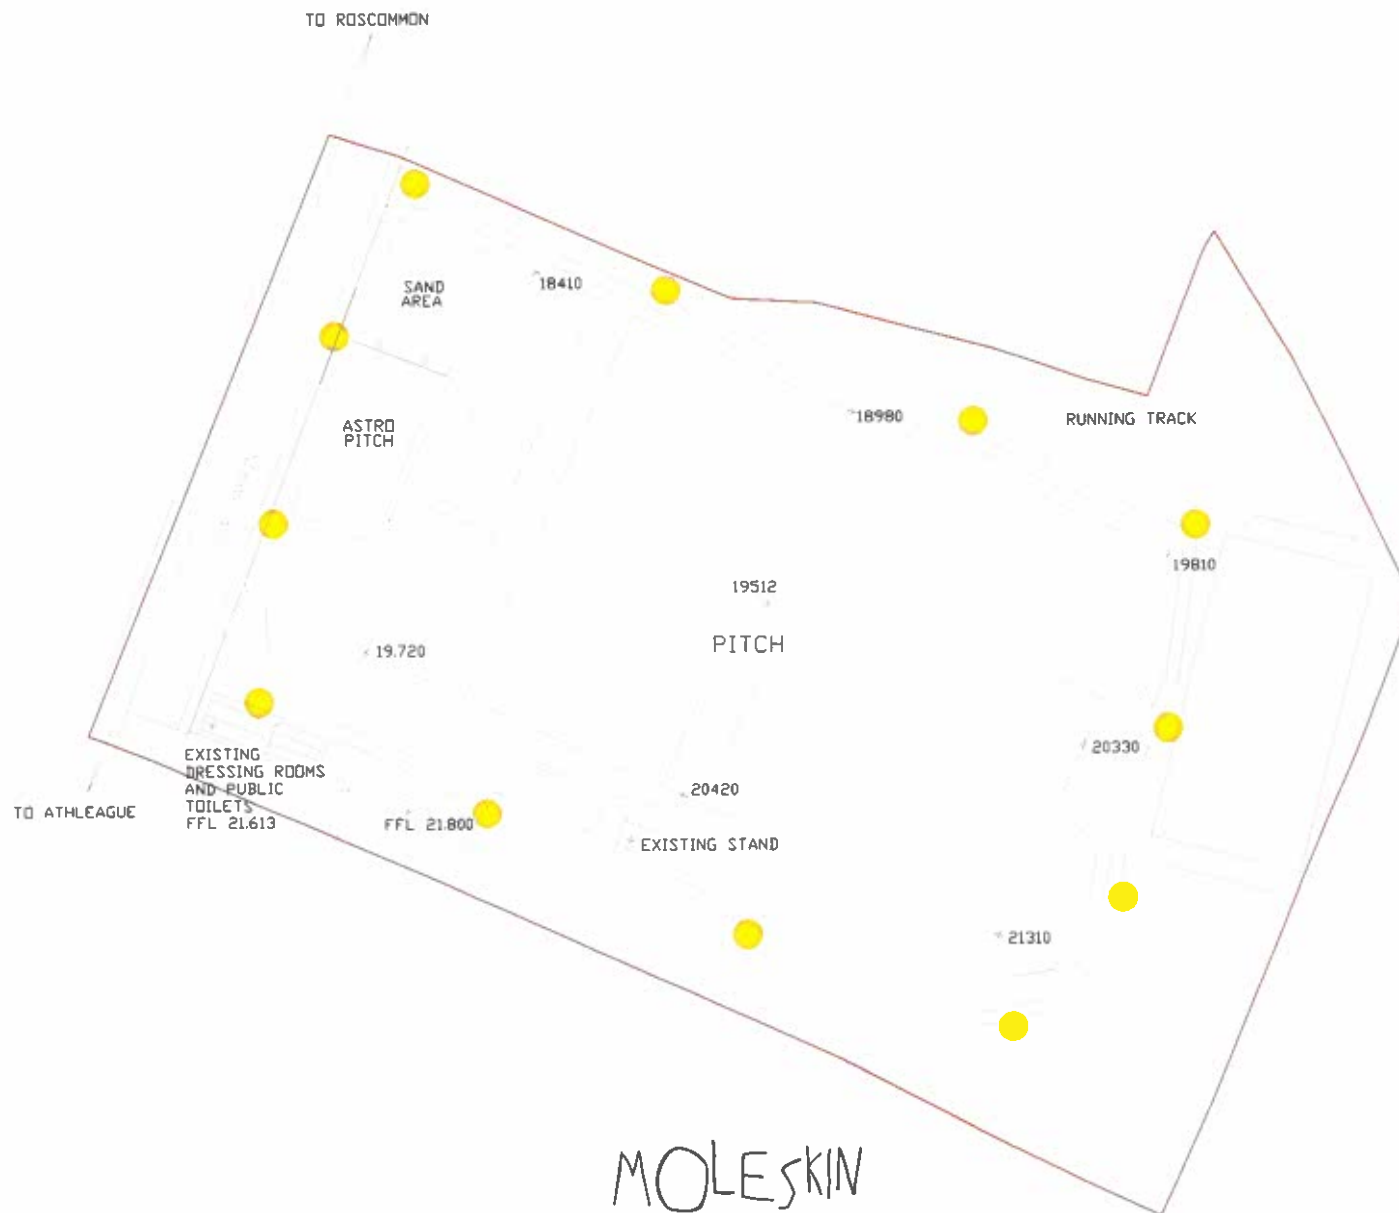 TO ROSCOMMON
SAND
AREA
18410
ASTRO
PITCH
18980
RUNNING TRACK
19810
19512
PITCH
19.720
20330
EXISTING
DRESSING ROOMS
AND PUBLIC
TOILETS
FFL 21.613
TO ATHLEAGUE
FFL 21.800
20420
EXISTING STAND
21310
MOLESKIN